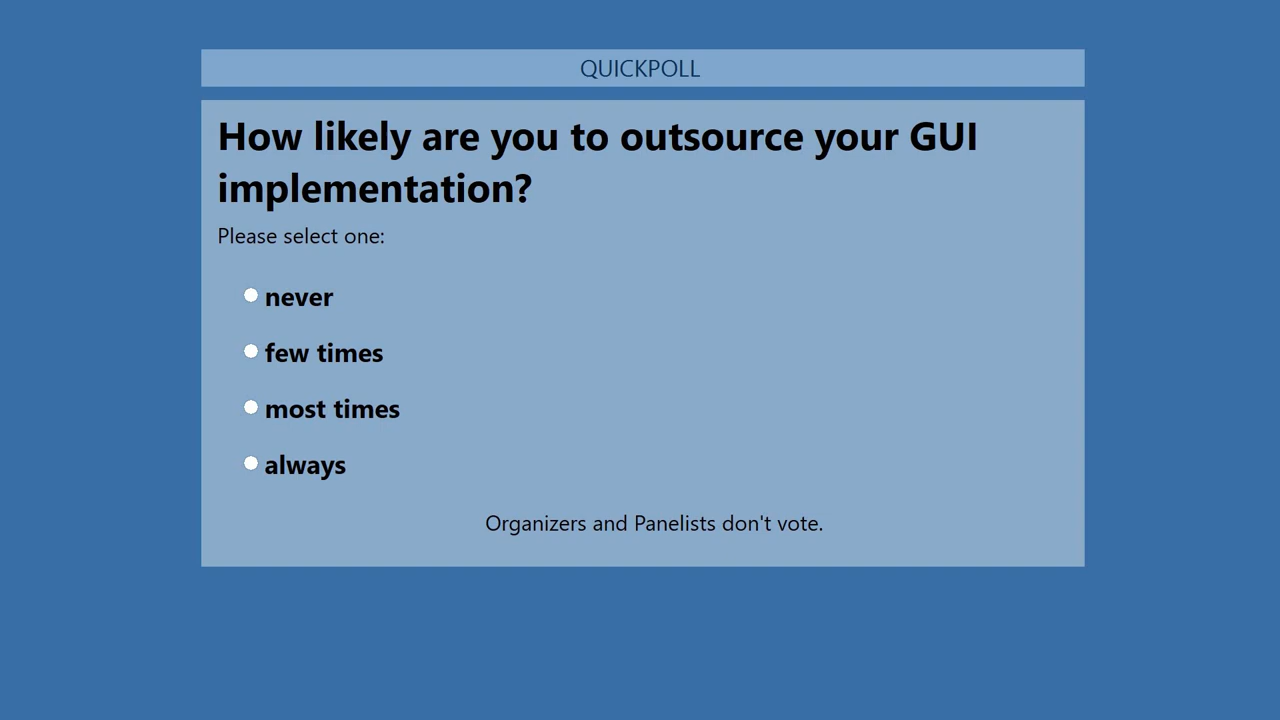 QUICKPOLL
How likely are you to outsource your GUI
implementation?
Please select one:
never
few times
most times
always
Organizers and Panelists don't vote.